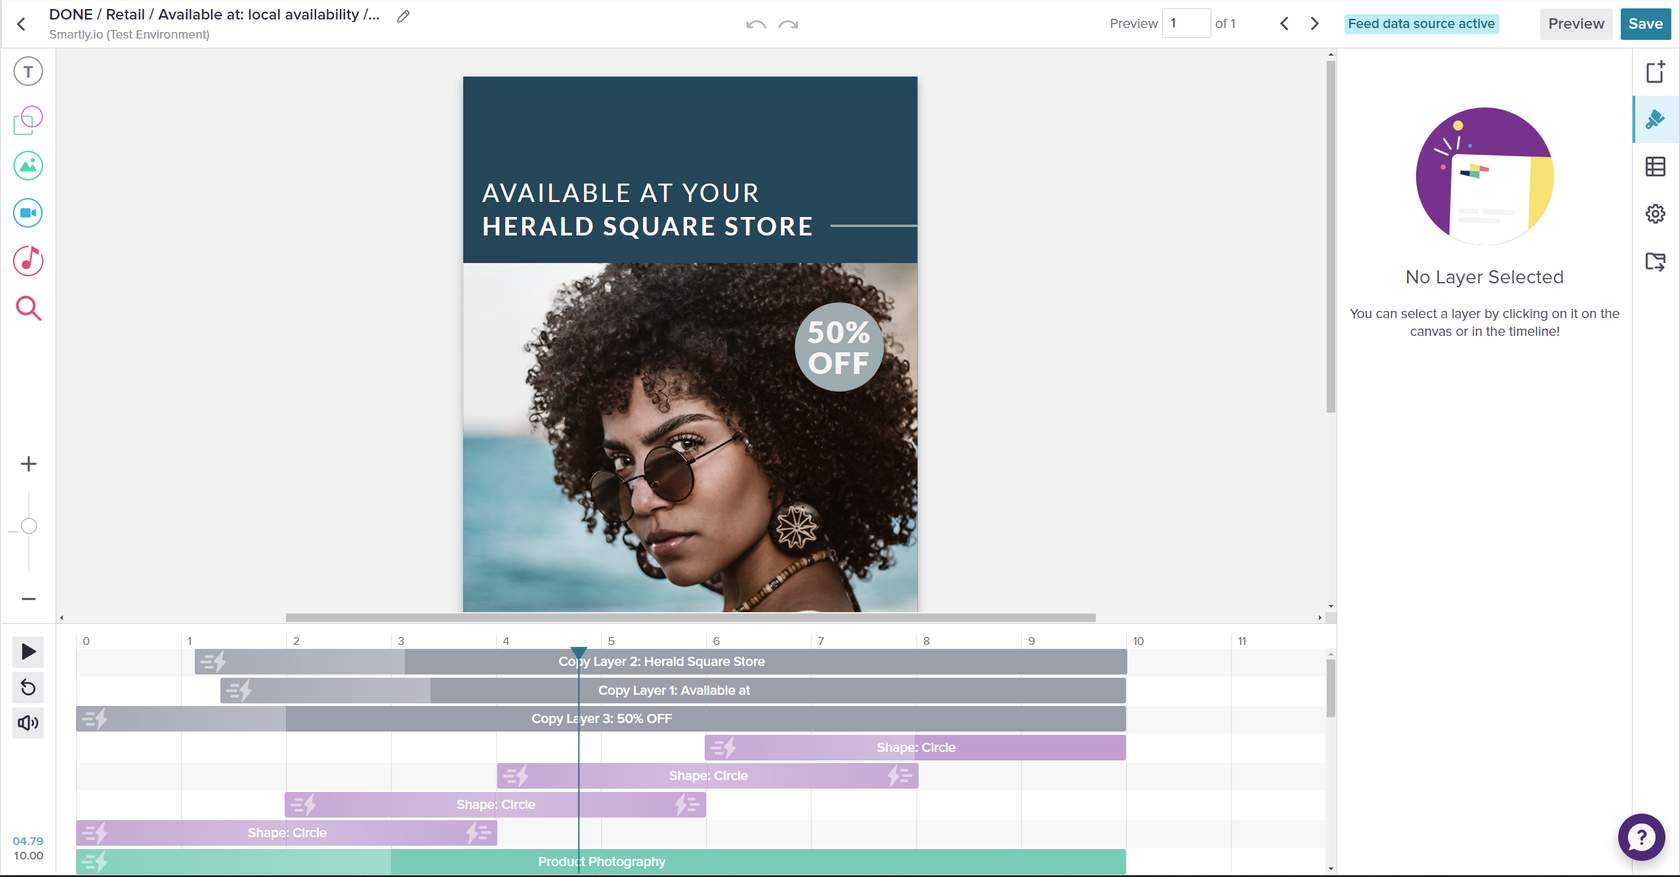 DONE / Retail / Available at: local availability /...
Smartly.io (Test Environment)
Preview 1 of 1
Feed data source active
Preview
Save
T
AVAILABLE AT YOUR
HERALD SQUARE STORE
50%
OFF
No Layer Selected
You can select a layer by clicking on it on the
canvas or in the timeline!
0 1 2 3 4 5 6 7 8 9 10 11
Copy Layer 2: Herald Square Store
Copy Layer 1: Available at
Copy Layer 3: 50% OFF
Shape: Circle
Shape: Circle
Shape: Circle
Shape: Circle
Product Photography
04.79
10.00
?